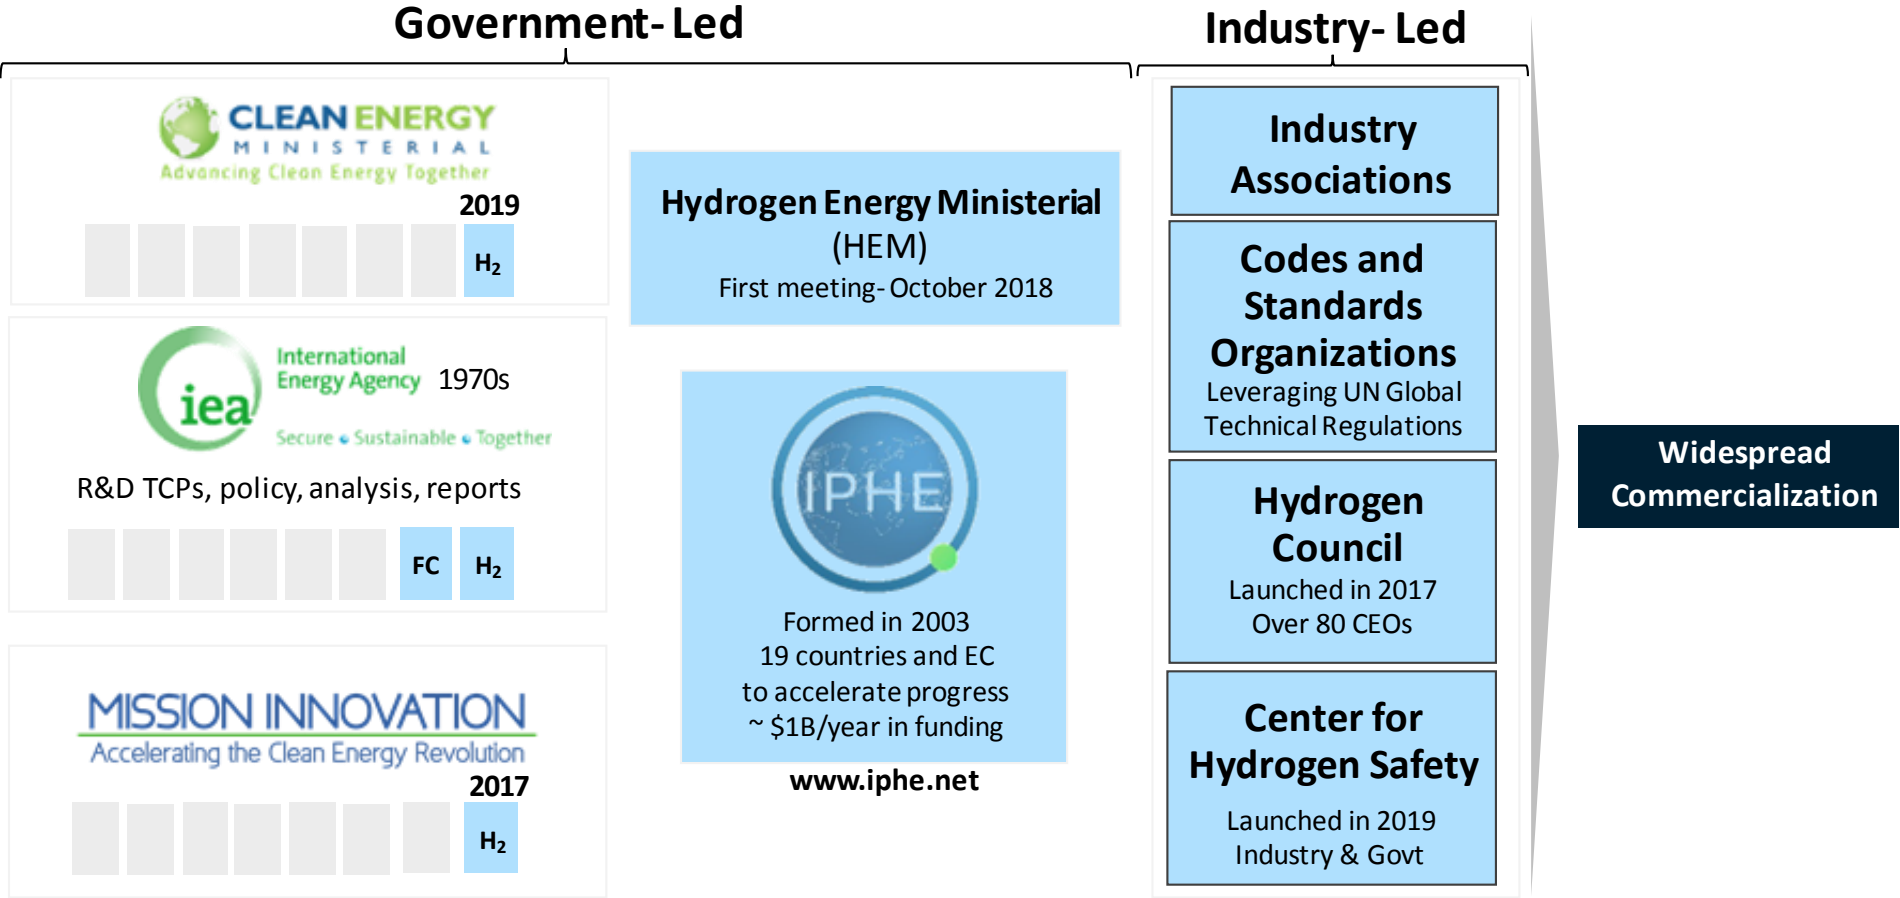 Government- Led
CLEAN ENERGY
MINISTERIAL
Advancing Clean Energy Together
2019
H₂
iea
International
Energy Agency
1970s
Secure • Sustainable • Together
R&D TCPs, policy, analysis, reports
FC
H₂
MISSION INNOVATION
Accelerating the Clean Energy Revolution
2017
H₂
Hydrogen Energy Ministerial
(HEM)
First meeting- October 2018
IPHE
Formed in 2003
19 countries and EC
to accelerate progress
~ $1B/year in funding
www.iphe.net
Industry- Led
Industry
Associations
Codes and
Standards
Organizations
Leveraging UN Global
Technical Regulations
Hydrogen
Council
Launched in 2017
Over 80 CEOs
Center for
Hydrogen Safety
Launched in 2019
Industry & Govt
Widespread
Commercialization